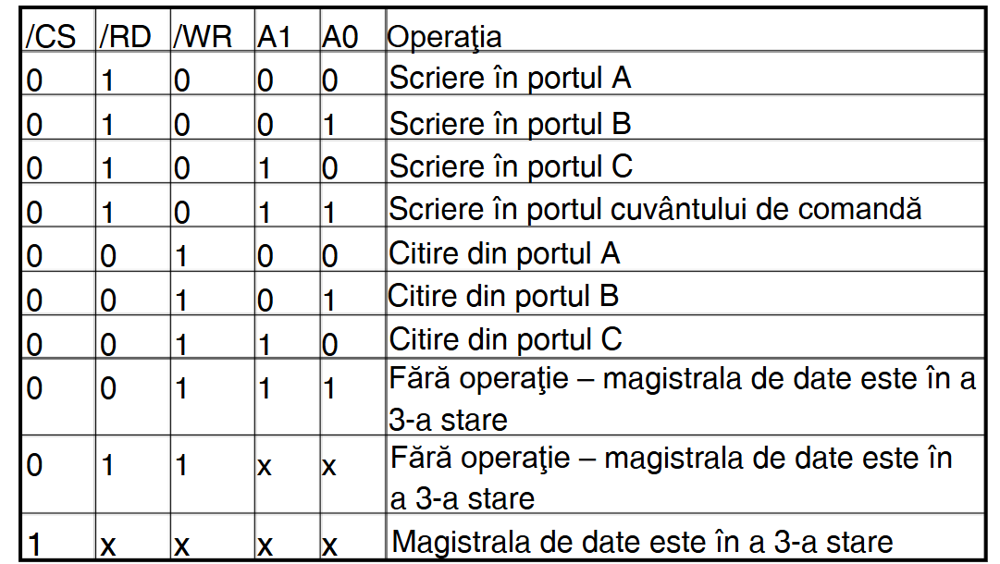 /CS /RD /WR A1 A0 Operaţia
0 1 0 0 0 Scriere în portul A
0 1 0 0 1 Scriere în portul B
0 1 0 1 0 Scriere în portul C
0 1 0 1 1 Scriere în portul cuvântului de comandă
0 0 1 0 0 Citire din portul A
0 0 1 0 1 Citire din portul B
0 0 1 1 0 Citire din portul C
0 0 1 1 1 Fără operaţie – magistrala de date este în a
3-a stare
0 1 1 x x Fără operaţie – magistrala de date este în
a 3-a stare
1 x x x x Magistrala de date este în a 3-a stare